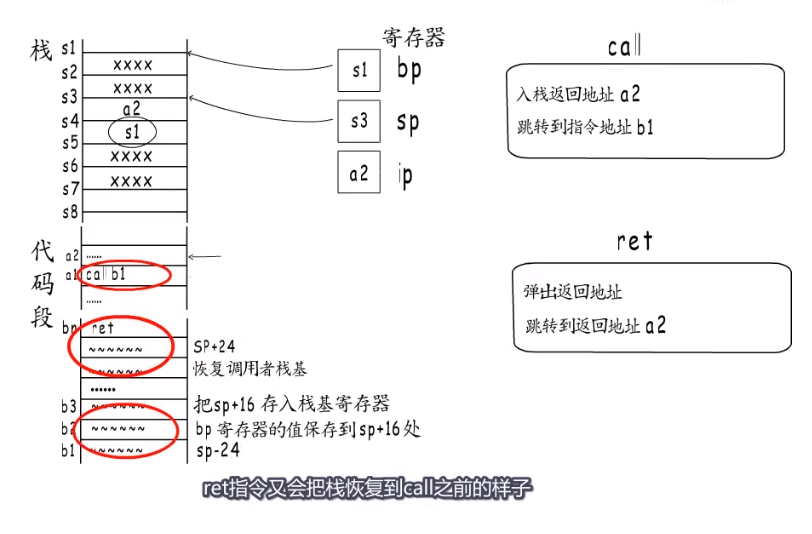 栈
s1
s2
xxxx
xxxx
s3
a2
s4
s1
s5
xxxx
s6
xxxx
s7
s8
寄存器
s1 bp
s3 sp
a2 ip
call
入栈返回地址 a2
跳转到指令地址 b1
ret
弹出返回地址
跳转到返回地址 a2
代码段
a2 ......
a1 call b1
......
bn ret
~~~~~~ SP+24
~~~~~~ 恢复调用者栈基
......
b3 ~~~~~~ 把sp+16 存入栈基寄存器
b2 ~~~~~~ bp 寄存器的值保存到sp+16处
b1 ~~~~~~ sp-24
ret指令又会把栈恢复到call之前的样子